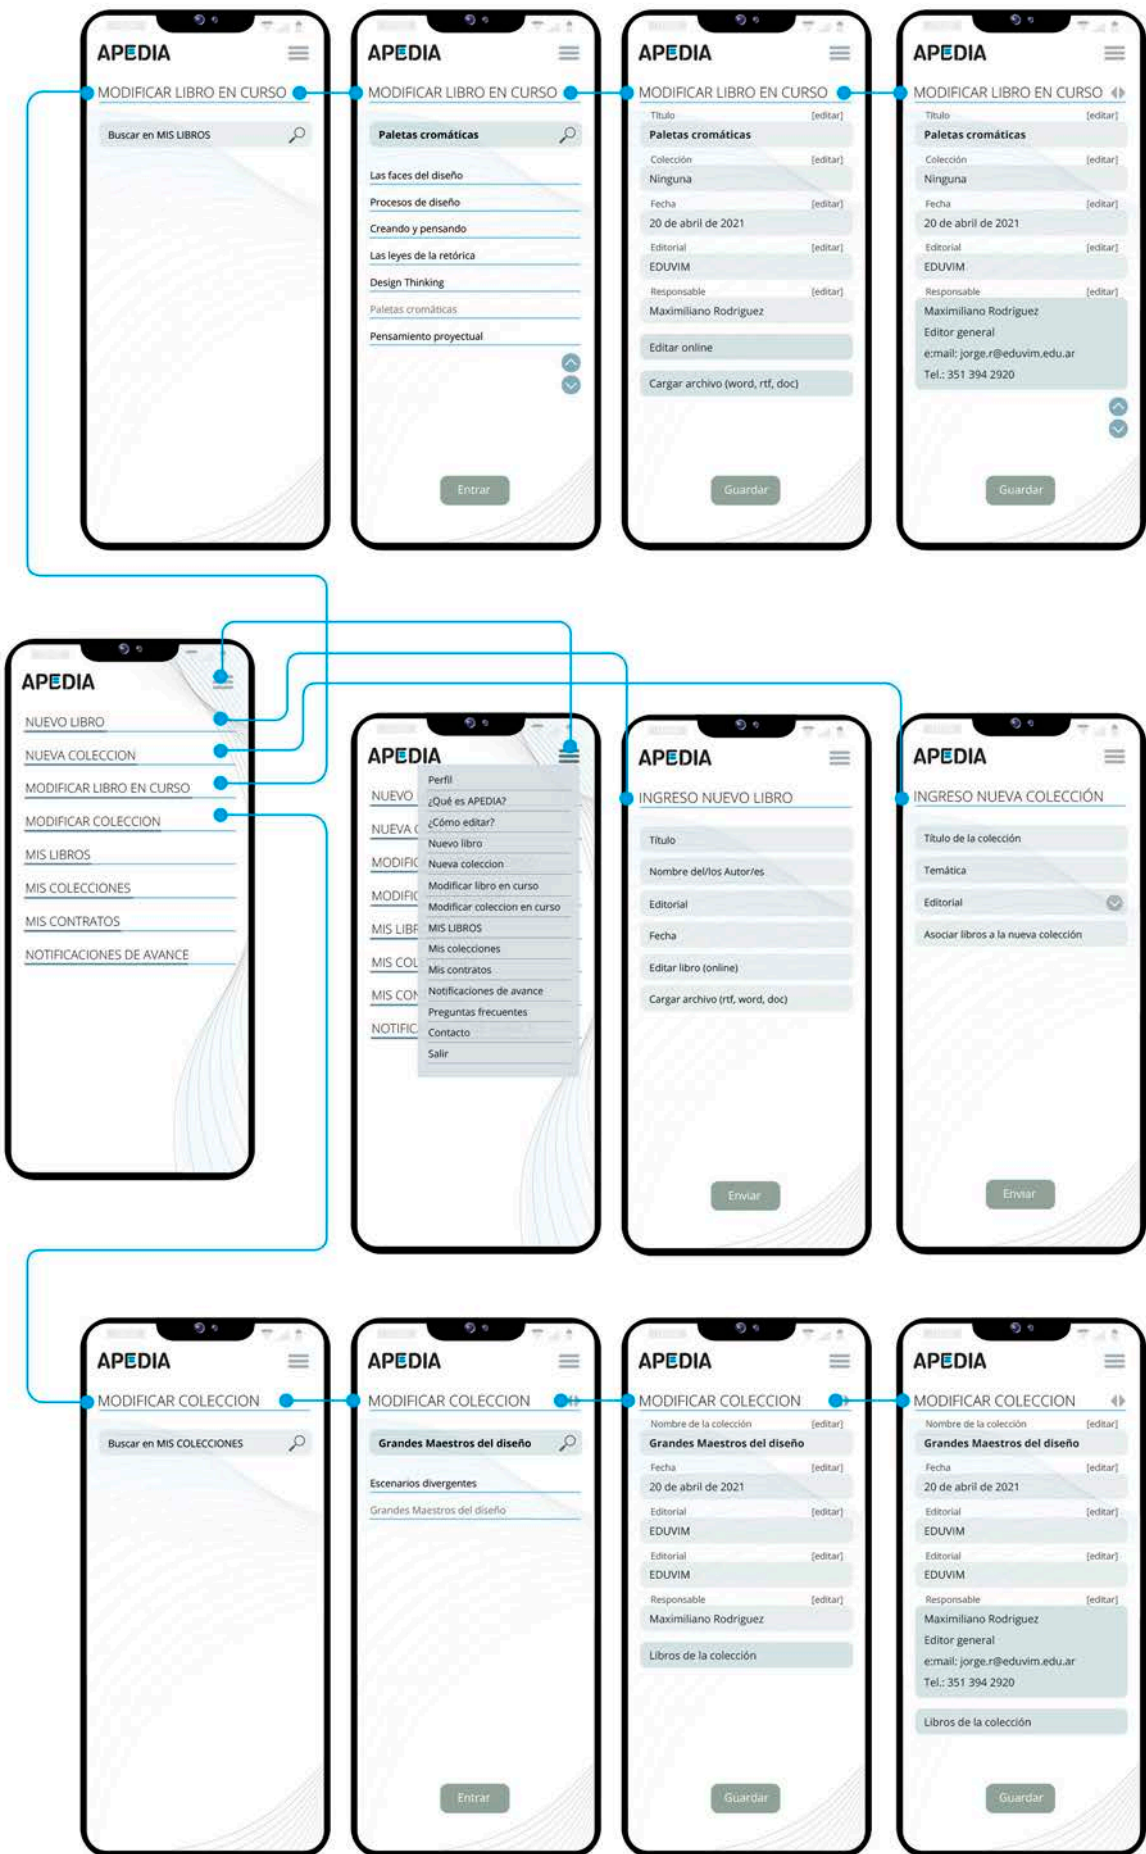 APEDIA
MODIFICAR LIBRO EN CURSO
Buscar en MIS LIBROS
APEDIA
MODIFICAR LIBRO EN CURSO
Paletas cromáticas
Las faces del diseño
Procesos de diseño
Creando y pensando
Las leyes de la retórica
Design Thinking
Paletas cromáticas
Pensamiento proyectual
Entrar
APEDIA
MODIFICAR LIBRO EN CURSO
Título [editar]
Paletas cromáticas
Colección [editar]
Ninguna
Fecha [editar]
20 de abril de 2021
Editorial [editar]
EDUVIM
Responsable [editar]
Maximiliano Rodriguez
Editar online
Cargar archivo (word, rtf, doc)
Guardar
APEDIA
MODIFICAR LIBRO EN CURSO
Título [editar]
Paletas cromáticas
Colección [editar]
Ninguna
Fecha [editar]
20 de abril de 2021
Editorial [editar]
EDUVIM
Responsable [editar]
Maximiliano Rodriguez
Editor general
e:mail: jorge.r@eduvim.edu.ar
Tel.: 351 394 2920
Guardar
APEDIA
NUEVO LIBRO
NUEVA COLECCION
MODIFICAR LIBRO EN CURSO
MODIFICAR COLECCION
MIS LIBROS
MIS COLECCIONES
MIS CONTRATOS
NOTIFICACIONES DE AVANCE
APEDIA
NUEVO
NUEVA C
MODIFIC
MODIFIC
MIS LIBR
MIS COL
MIS CON
NOTIFIC
Perfil
¿Qué es APEDIA?
¿Cómo editar?
Nuevo libro
Nueva coleccion
Modificar libro en curso
Modificar coleccion en curso
MIS LIBROS
Mis colecciones
Mis contratos
Notificaciones de avance
Preguntas frecuentes
Contacto
Salir
APEDIA
INGRESO NUEVO LIBRO
Título
Nombre del/los Autor/es
Editorial
Fecha
Editar libro (online)
Cargar archivo (rtf, word, doc)
Enviar
APEDIA
INGRESO NUEVA COLECCIÓN
Título de la colección
Temática
Editorial
Asociar libros a la nueva colección
Enviar
APEDIA
MODIFICAR COLECCION
Buscar en MIS COLECCIONES
APEDIA
MODIFICAR COLECCION
Grandes Maestros del diseño
Escenarios divergentes
Grandes Maestros del diseño
Entrar
APEDIA
MODIFICAR COLECCION
Nombre de la colección [editar]
Grandes Maestros del diseño
Fecha [editar]
20 de abril de 2021
Editorial [editar]
EDUVIM
Editorial [editar]
EDUVIM
Responsable [editar]
Maximiliano Rodriguez
Libros de la colección
Guardar
APEDIA
MODIFICAR COLECCION
Nombre de la colección [editar]
Grandes Maestros del diseño
Fecha [editar]
20 de abril de 2021
Editorial [editar]
EDUVIM
Editorial [editar]
EDUVIM
Responsable [editar]
Maximiliano Rodriguez
Editor general
e:mail: jorge.r@eduvim.edu.ar
Tel.: 351 394 2920
Libros de la colección
Guardar